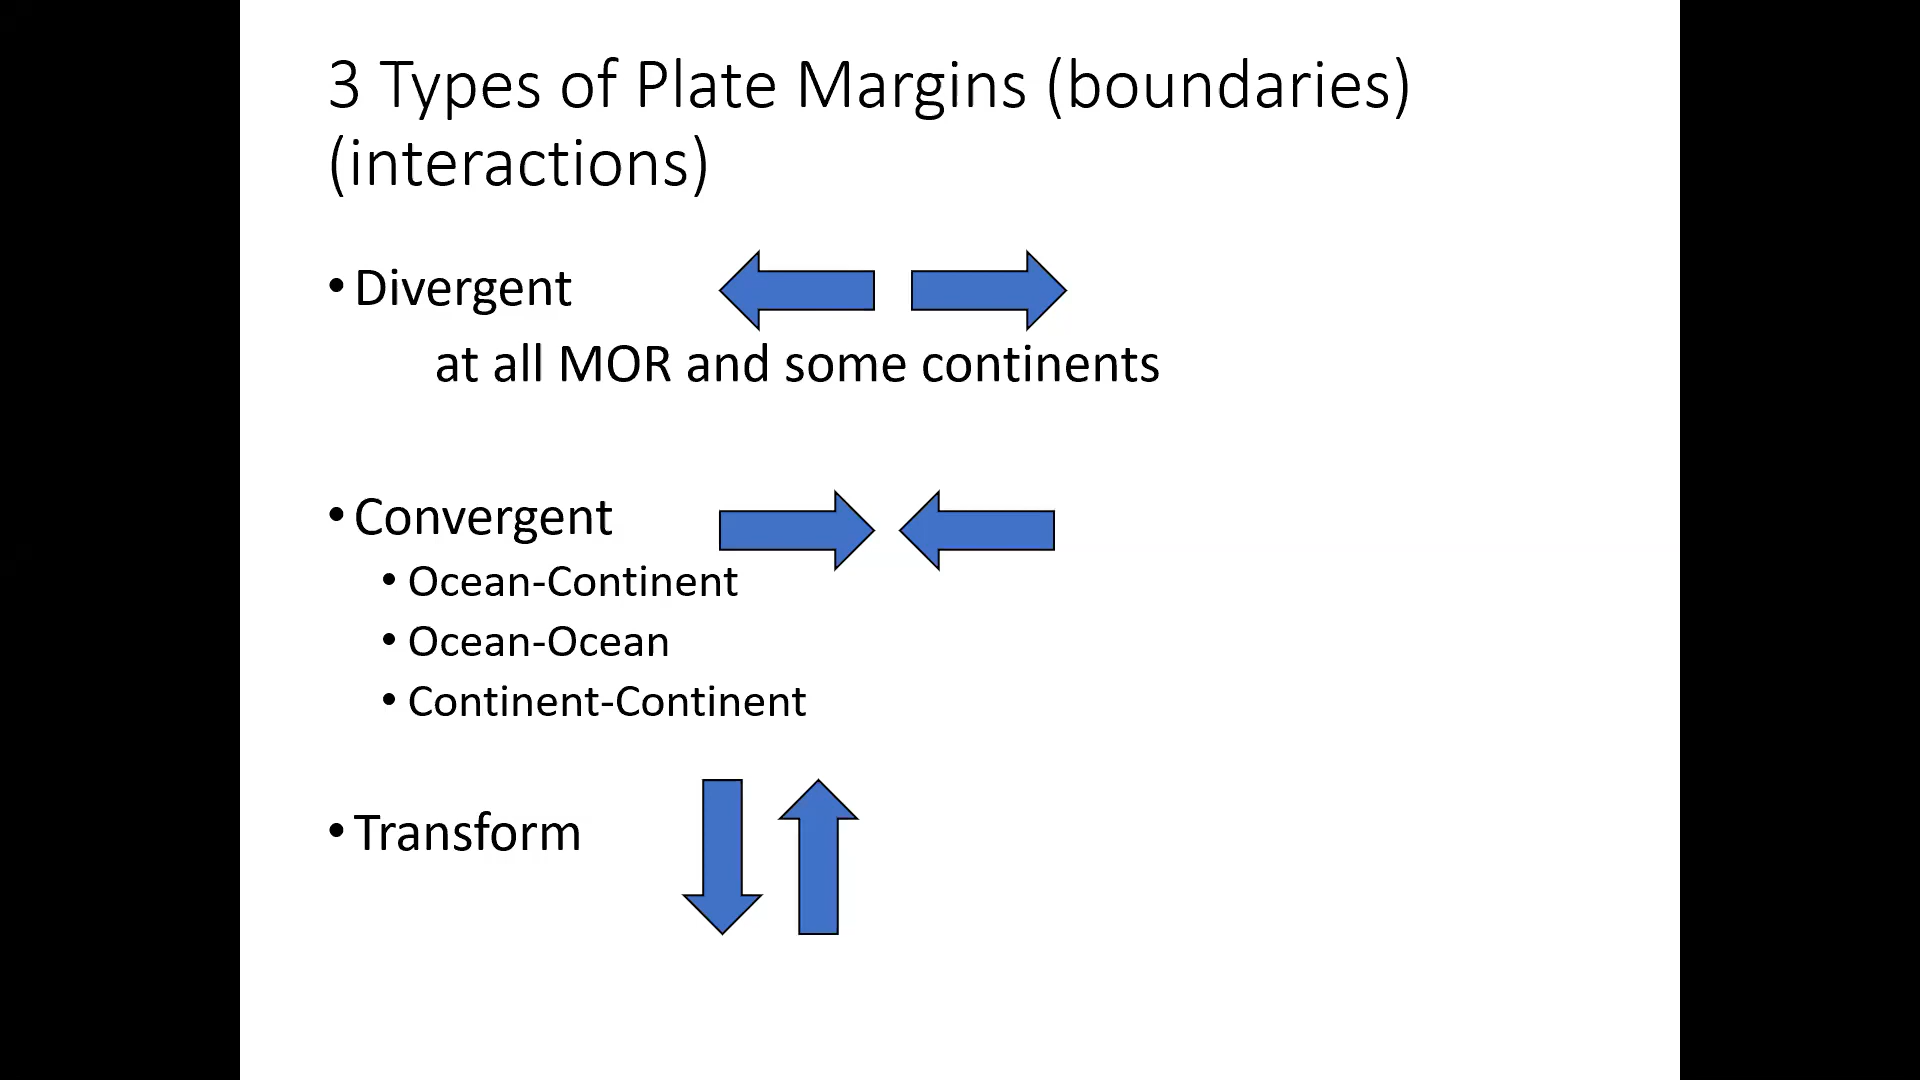 3 Types of Plate Margins (boundaries)
(interactions)
• Divergent
at all MOR and some continents
• Convergent
• Ocean-Continent
• Ocean-Ocean
• Continent-Continent
• Transform